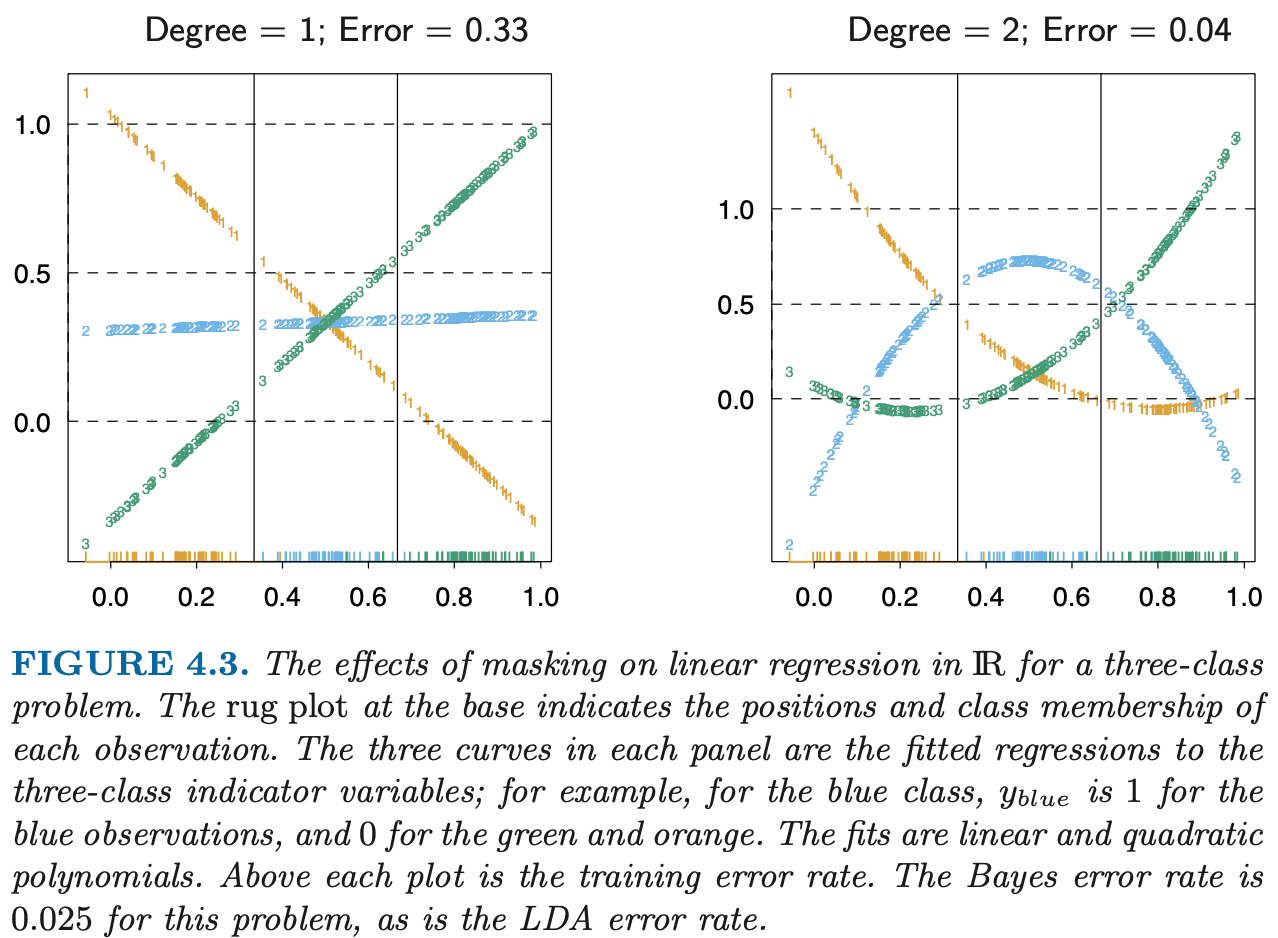 Degree = 1; Error = 0.33
Degree = 2; Error = 0.04
1.0
0.5
0.0
0.0 0.2 0.4 0.6 0.8 1.0
1.0
0.5
0.0
0.0 0.2 0.4 0.6 0.8 1.0
FIGURE 4.3. The effects of masking on linear regression in ℝ for a three-class
problem. The rug plot at the base indicates the positions and class membership of
each observation. The three curves in each panel are the fitted regressions to the
three-class indicator variables; for example, for the blue class, y_blue is 1 for the
blue observations, and 0 for the green and orange. The fits are linear and quadratic
polynomials. Above each plot is the training error rate. The Bayes error rate is
0.025 for this problem, as is the LDA error rate.